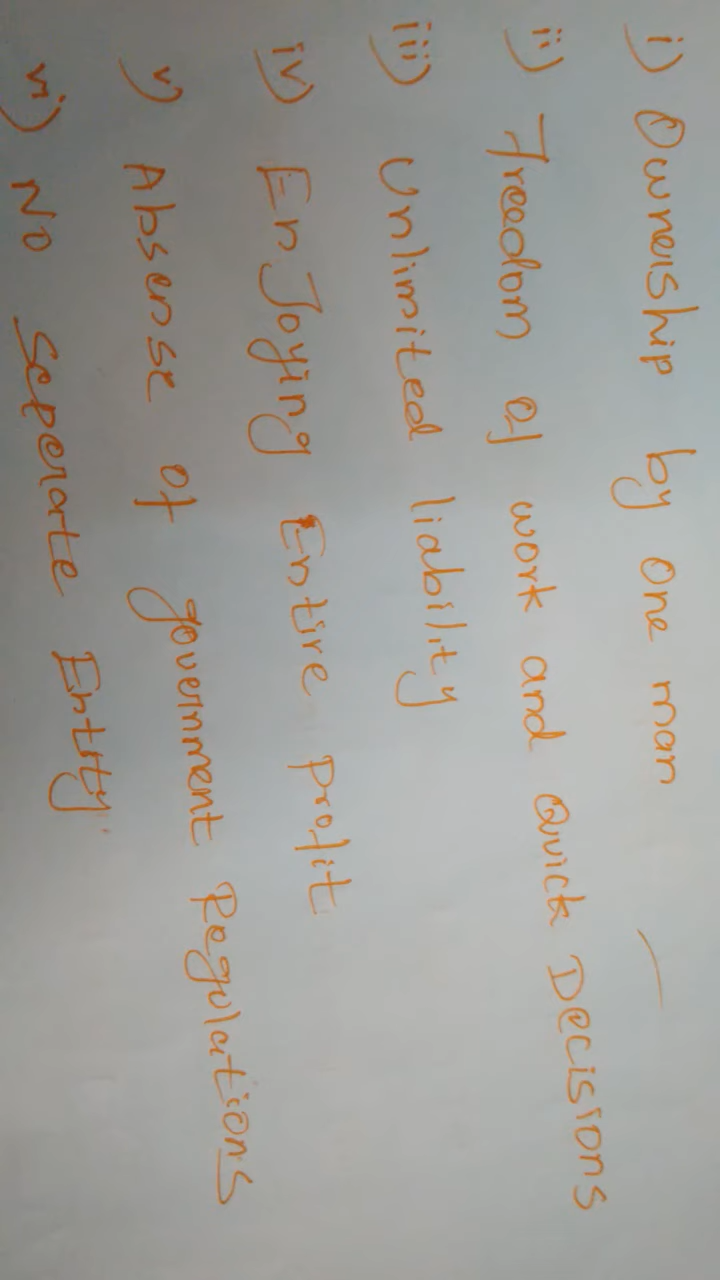 i) Ownership by one man
ii) Freedom of work and Quick Decisions
iii) Unlimited liability
iv) EnJoying Entire profit
v) Absense of government Regulations
vi) No Seperate Entity